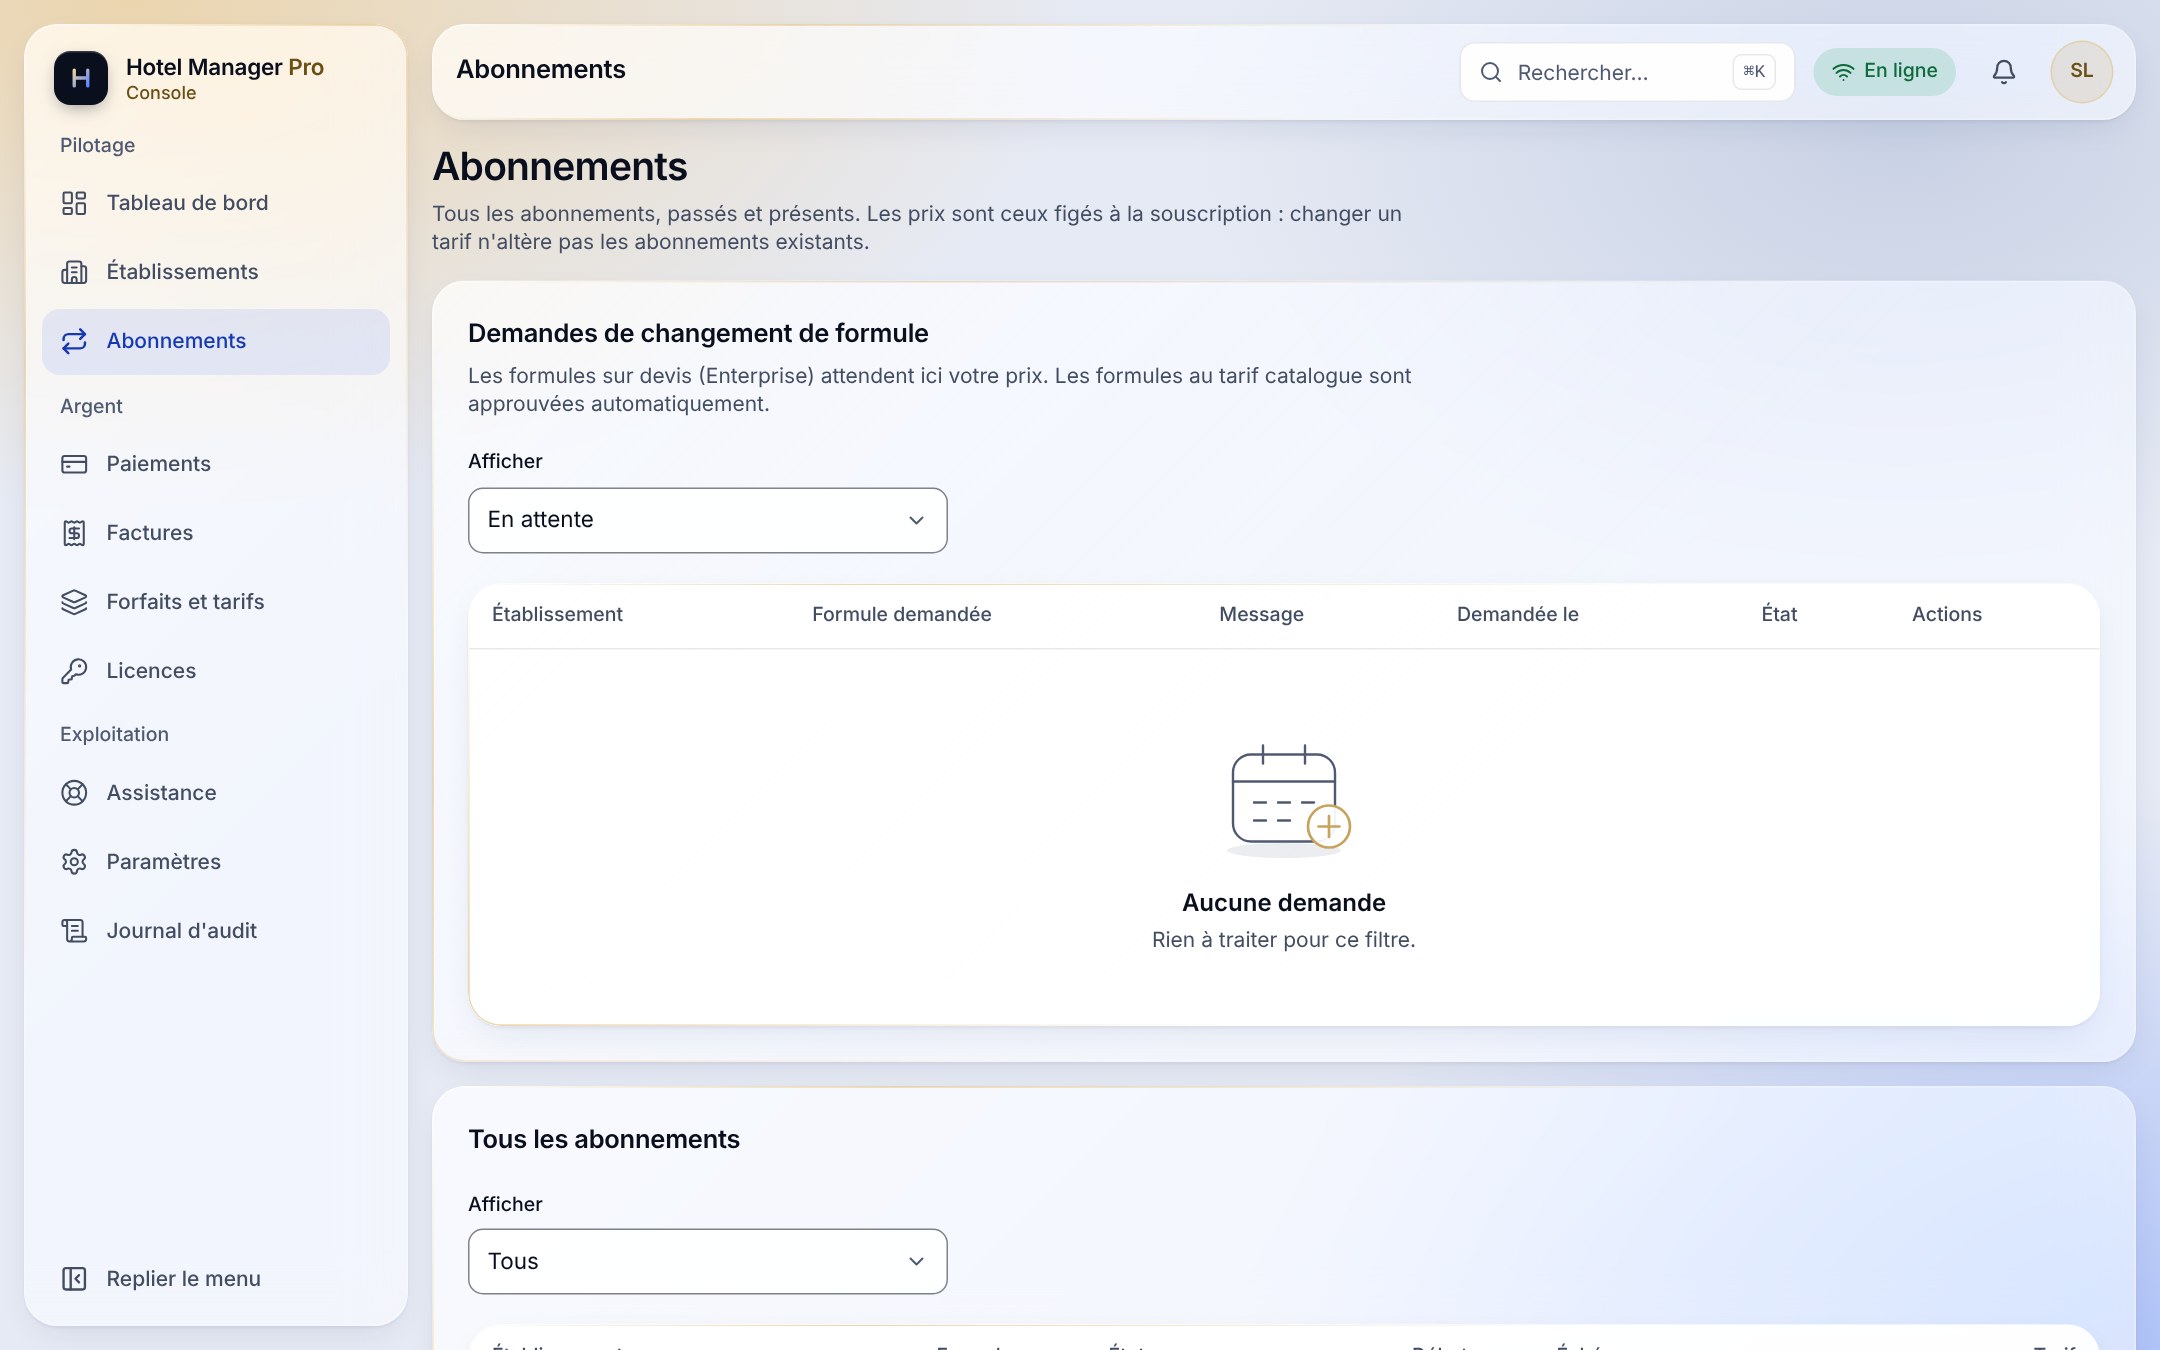 Hotel Manager Pro
Console
Pilotage
Tableau de bord
Établissements
Abonnements
Argent
Paiements
Factures
Forfaits et tarifs
Licences
Exploitation
Assistance
Paramètres
Journal d'audit
Replier le menu
Abonnements
Rechercher...
⌘K
En ligne
SL
Abonnements
Tous les abonnements, passés et présents. Les prix sont ceux figés à la souscription : changer un
tarif n'altère pas les abonnements existants.
Demandes de changement de formule
Les formules sur devis (Enterprise) attendent ici votre prix. Les formules au tarif catalogue sont
approuvées automatiquement.
Afficher
En attente
Établissement Formule demandée Message Demandée le État Actions
Aucune demande
Rien à traiter pour ce filtre.
Tous les abonnements
Afficher
Tous